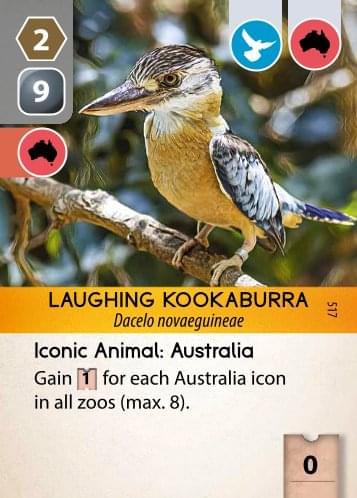 2
9
LAUGHING KOOKABURRA
Dacelo novaeguineae
517
Iconic Animal: Australia
Gain 1 for each Australia icon
in all zoos (max. 8).
0